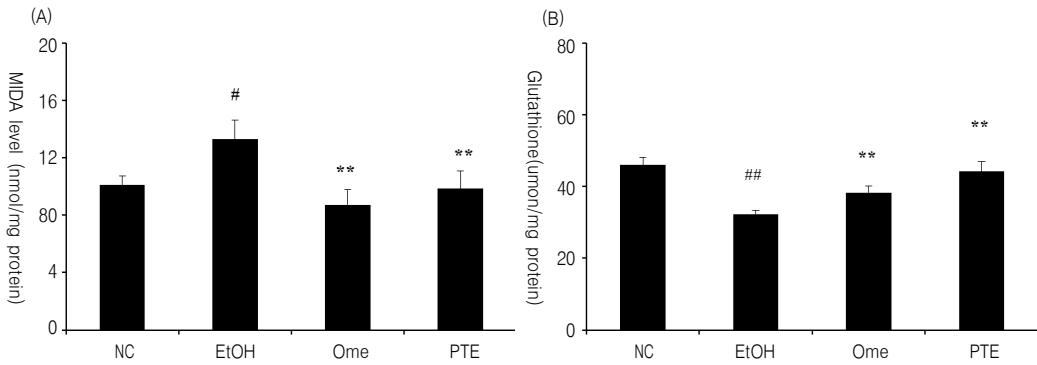 (A)
MIDA level (nmol/mg protein)
20
16
12
80
4
0
#
**
**
NC EtOH Ome PTE
(B)
Glutathione(umon/mg protein)
80
60
40
20
0
##
**
**
NC EtOH Ome PTE